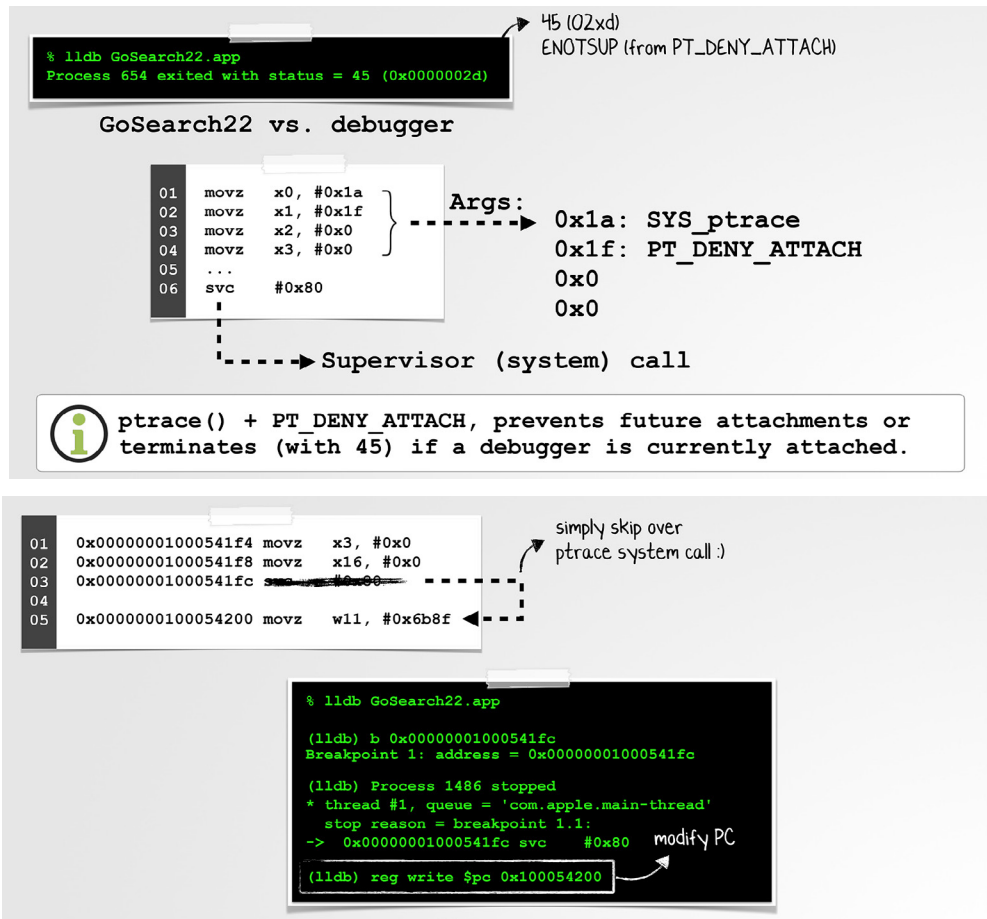 45 (02xd)
ENOTSUP (from PT_DENY_ATTACH)
% lldb GoSearch22.app
Process 654 exited with status = 45 (0x0000002d)
GoSearch22 vs. debugger
01 movz x0, #0x1a
02 movz x1, #0x1f
03 movz x2, #0x0
04 movz x3, #0x0
05 ...
06 svc #0x80
Args:
0x1a: SYS_ptrace
0x1f: PT_DENY_ATTACH
0x0
0x0
Supervisor (system) call
i
ptrace() + PT_DENY_ATTACH, prevents future attachments or
terminates (with 45) if a debugger is currently attached.
01 0x00000001000541f4 movz x3, #0x0
02 0x00000001000541f8 movz x16, #0x0
03 0x00000001000541fc svc #0x80
04
05 0x0000000100054200 movz w11, #0x6b8f
simply skip over
ptrace system call :)
% lldb GoSearch22.app
(lldb) b 0x00000001000541fc
Breakpoint 1: address = 0x00000001000541fc
(lldb) Process 1486 stopped
* thread #1, queue = 'com.apple.main-thread'
stop reason = breakpoint 1.1:
-> 0x00000001000541fc svc #0x80
modify PC
(lldb) reg write $pc 0x100054200